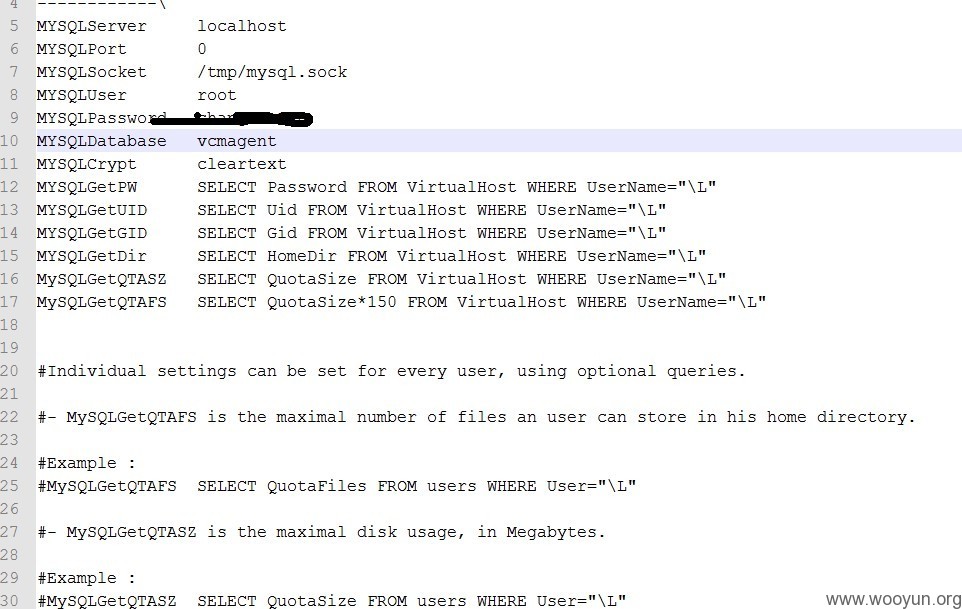 4 ------------\
5 MYSQLServer localhost
6 MYSQLPort 0
7 MYSQLSocket /tmp/mysql.sock
8 MYSQLUser root
9 MYSQLPassword
10 MYSQLDatabase vcmagent
11 MYSQLCrypt cleartext
12 MYSQLGetPW SELECT Password FROM VirtualHost WHERE UserName="\L"
13 MYSQLGetUID SELECT Uid FROM VirtualHost WHERE UserName="\L"
14 MYSQLGetGID SELECT Gid FROM VirtualHost WHERE UserName="\L"
15 MYSQLGetDir SELECT HomeDir FROM VirtualHost WHERE UserName="\L"
16 MySQLGetQTASZ SELECT QuotaSize FROM VirtualHost WHERE UserName="\L"
17 MySQLGetQTAFS SELECT QuotaSize*150 FROM VirtualHost WHERE UserName="\L"
18
19
20 #Individual settings can be set for every user, using optional queries.
21
22 #- MySQLGetQTAFS is the maximal number of files an user can store in his home directory.
23
24 #Example :
25 #MySQLGetQTAFS SELECT QuotaFiles FROM users WHERE User="\L"
26
27 #- MySQLGetQTASZ is the maximal disk usage, in Megabytes.
28
29 #Example :
30 #MySQLGetQTASZ SELECT QuotaSize FROM users WHERE User="\L"
www.wooyun.org